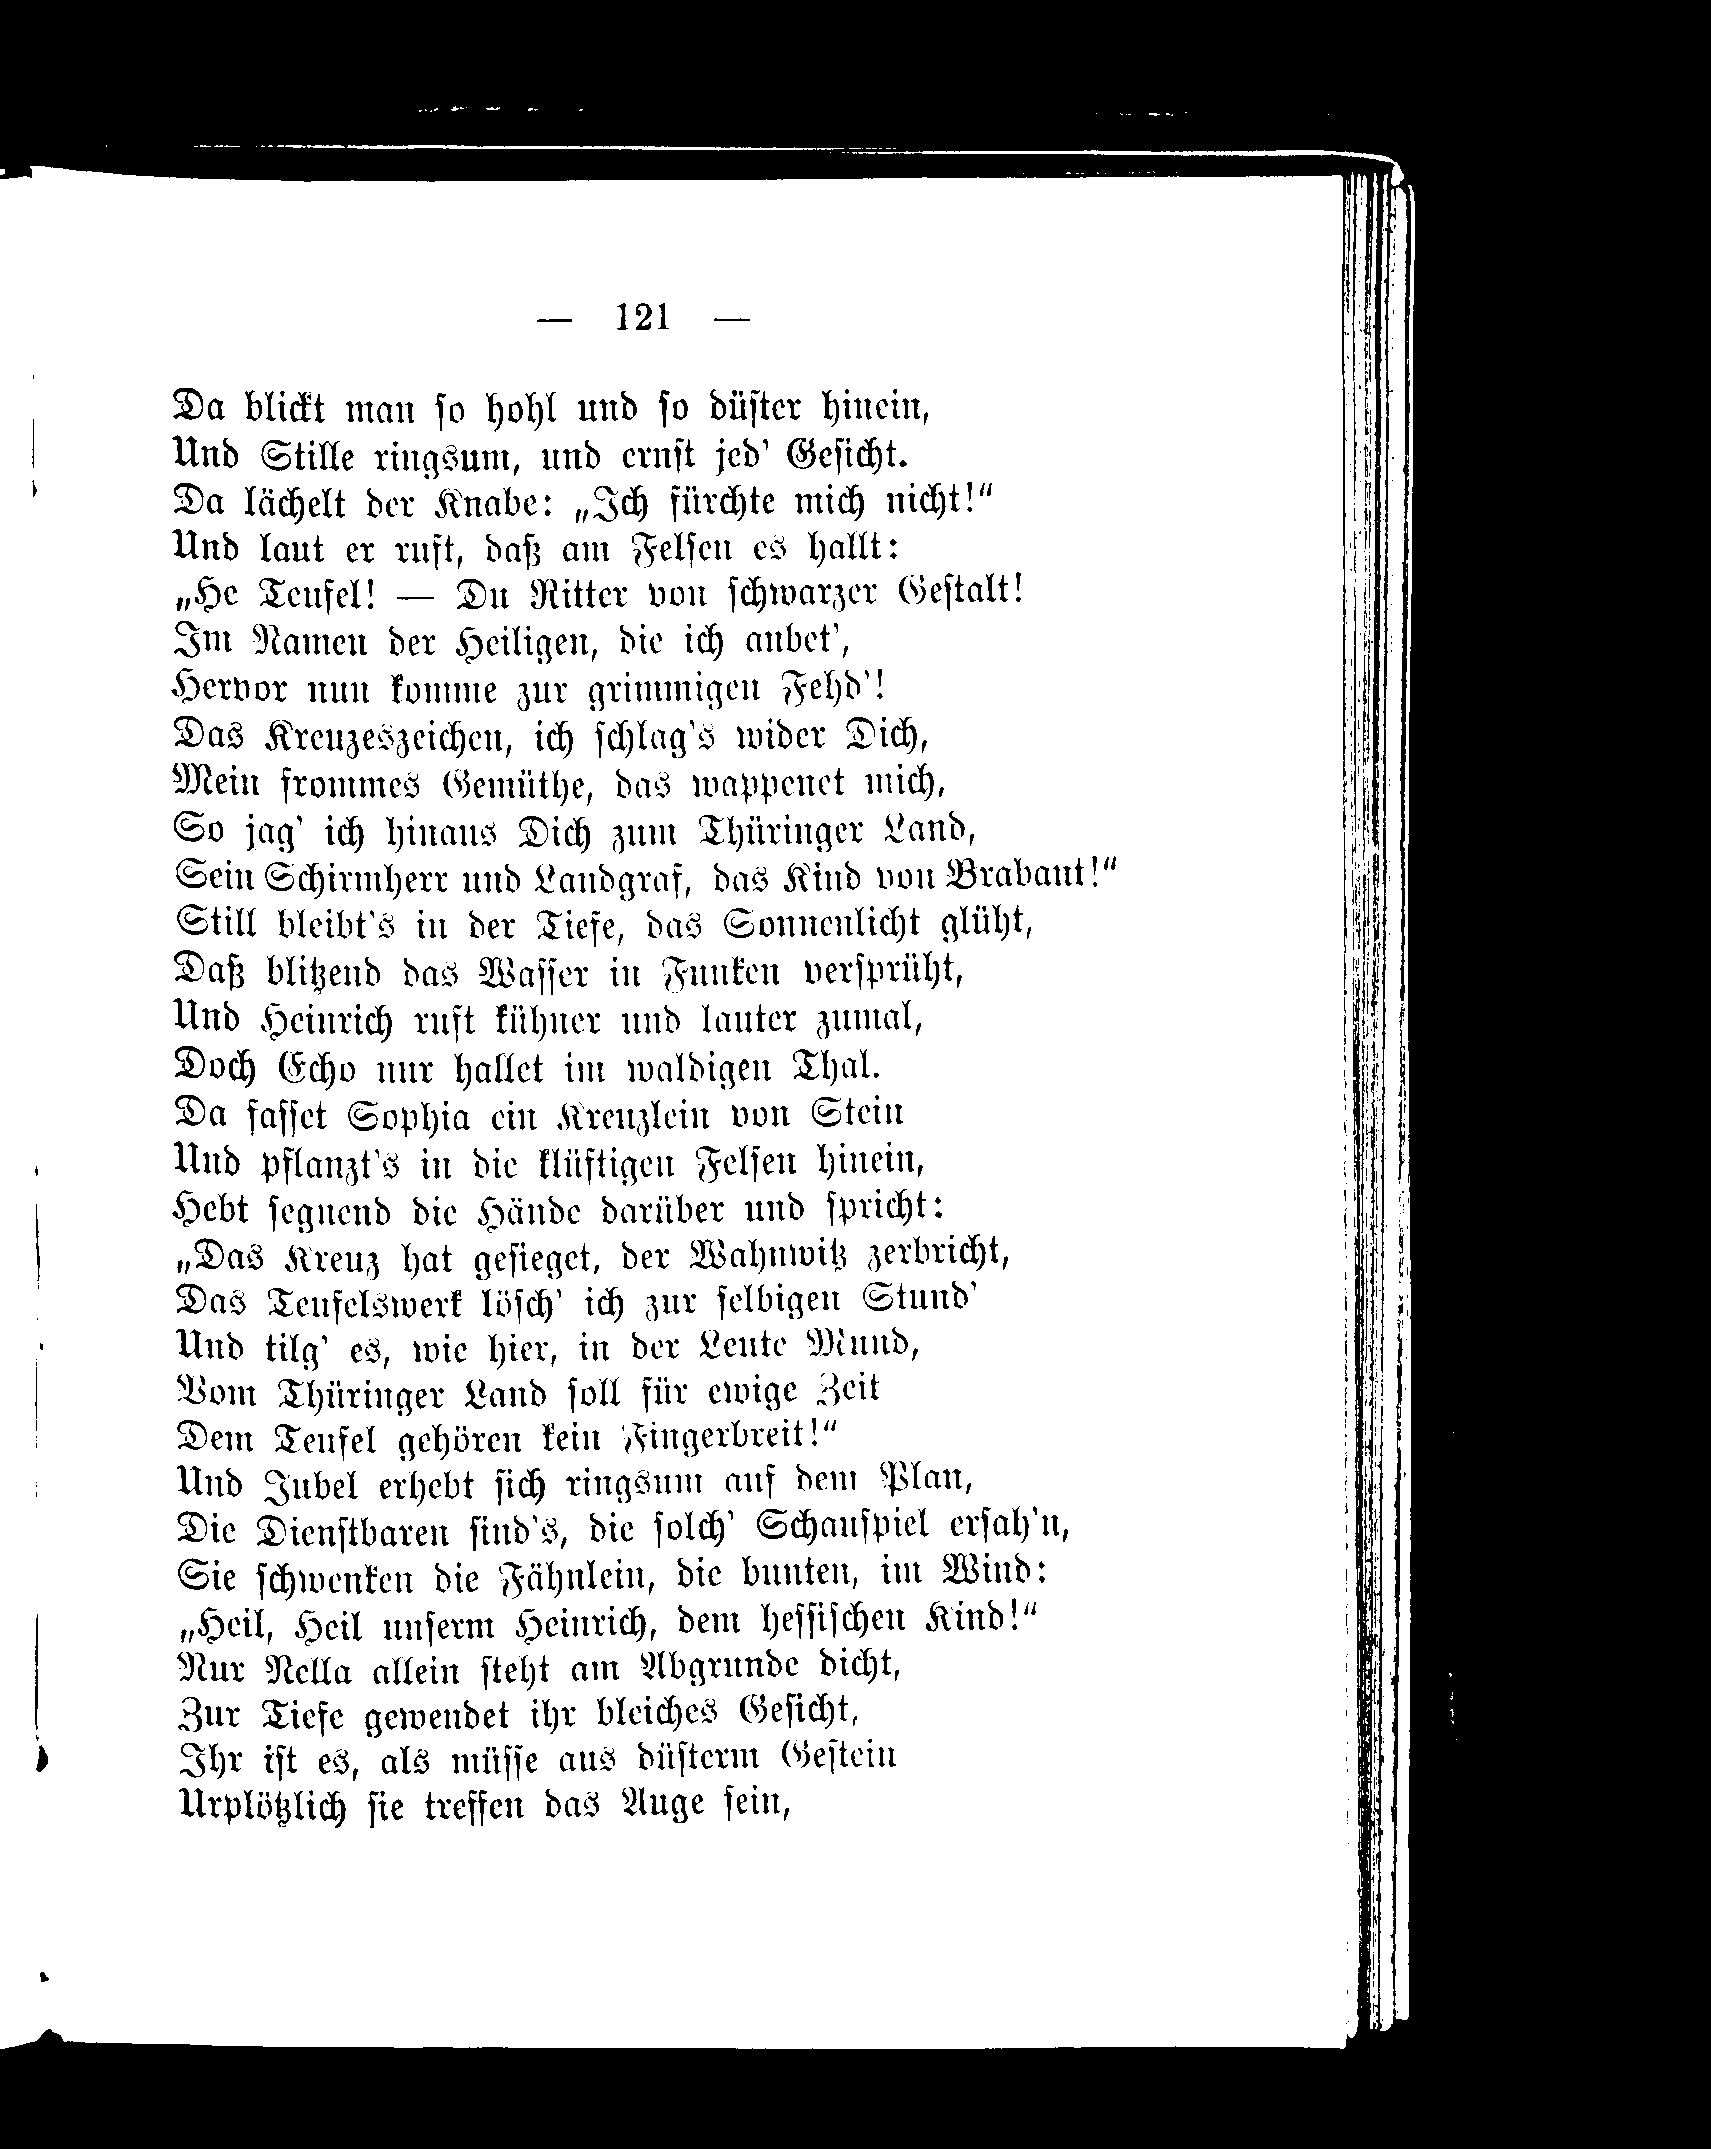 — 121 —
Da blickt man so hohl und so düster hinein,
Und Stille ringsum, und ernst jed' Gesicht.
Da lächelt der Knabe: „Ich fürchte mich nicht!“
Und laut er ruft, daß am Felsen es hallt:
„He Teufel! — Du Ritter von schwarzer Gestalt!
Im Namen der Heiligen, die ich anbet',
Hervor nun komme zur grimmigen Fehd'!
Das Kreuzeszeichen, ich schlag's wider Dich,
Mein frommes Gemüthe, das wappenet mich,
So jag' ich hinaus Dich zum Thüringer Land,
Sein Schirmherr und Landgraf, das Kind von Brabant!“
Still bleibt's in der Tiefe, das Sonnenlicht glüht,
Daß blitzend das Wasser in Funken versprüht,
Und Heinrich ruft kühner und lauter zumal,
Doch Echo nur hallet im waldigen Thal.
Da fasset Sophia ein Kreuzlein von Stein
Und pflanzt's in die klüftigen Felsen hinein,
Hebt segnend die Hände darüber und spricht:
„Das Kreuz hat gesieget, der Wahnwitz zerbricht,
Das Teufelswerk lösch' ich zur selbigen Stund'
Und tilg' es, wie hier, in der Leute Mund,
Vom Thüringer Land soll für ewige Zeit
Dem Teufel gehören kein Fingerbreit!“
Und Jubel erhebt sich ringsum auf dem Plan,
Die Dienstbaren sind's, die solch' Schauspiel ersah'n,
Sie schwenken die Fähnlein, die bunten, im Wind:
„Heil, Heil unserm Heinrich, dem hessischen Kind!“
Nur Nella allein steht am Abgrunde dicht,
Zur Tiefe gewendet ihr bleiches Gesicht,
Ihr ist es, als müsse aus düsterm Gestein
Urplötzlich sie treffen das Auge sein,